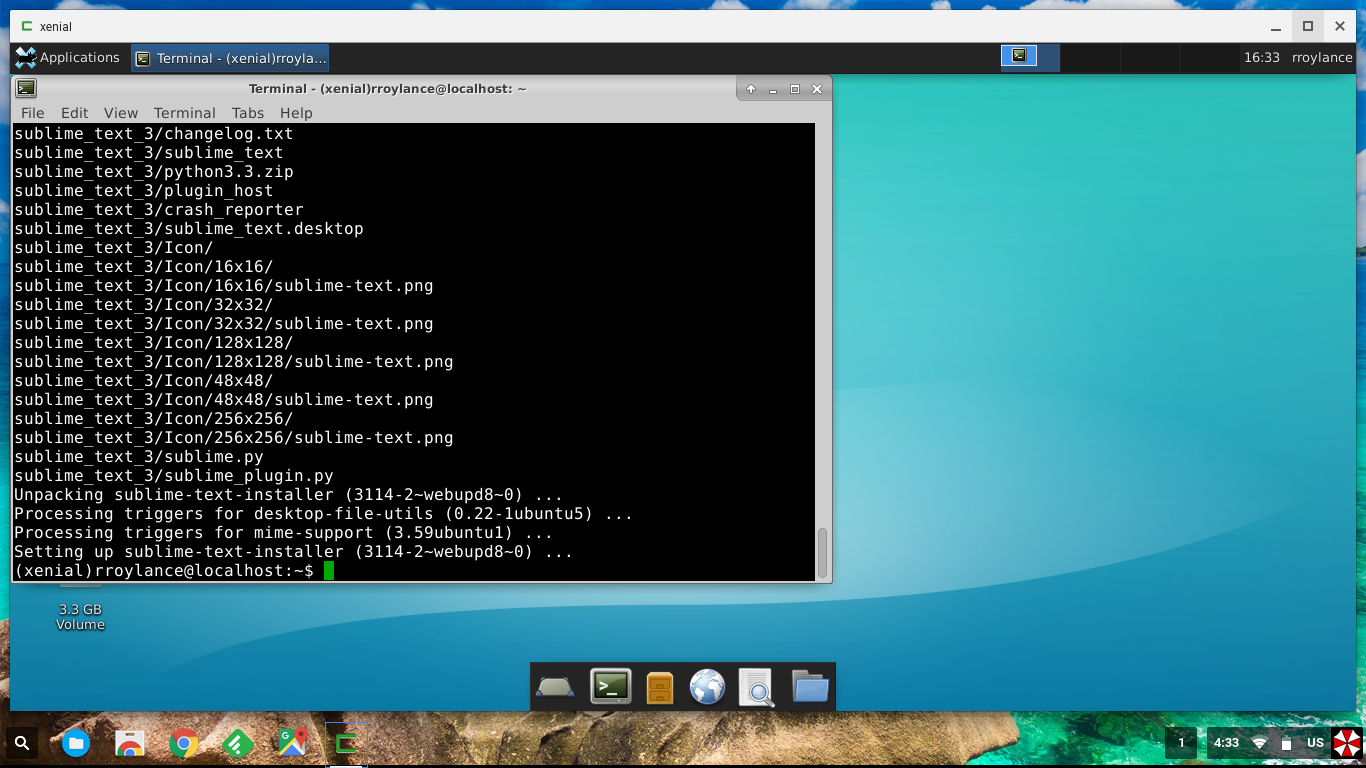 xenial
Applications
Terminal - (xenial)rroyla...
16:33
rroylance
Terminal - (xenial)rroylance@localhost: ~
File Edit View Terminal Tabs Help
sublime_text_3/changelog.txt
sublime_text_3/sublime_text
sublime_text_3/python3.3.zip
sublime_text_3/plugin_host
sublime_text_3/crash_reporter
sublime_text_3/sublime_text.desktop
sublime_text_3/Icon/
sublime_text_3/Icon/16x16/
sublime_text_3/Icon/16x16/sublime-text.png
sublime_text_3/Icon/32x32/
sublime_text_3/Icon/32x32/sublime-text.png
sublime_text_3/Icon/128x128/
sublime_text_3/Icon/128x128/sublime-text.png
sublime_text_3/Icon/48x48/
sublime_text_3/Icon/48x48/sublime-text.png
sublime_text_3/Icon/256x256/
sublime_text_3/Icon/256x256/sublime-text.png
sublime_text_3/sublime.py
sublime_text_3/sublime_plugin.py
Unpacking sublime-text-installer (3114-2~webupd8~0) ...
Processing triggers for desktop-file-utils (0.22-1ubuntu5) ...
Processing triggers for mime-support (3.59ubuntu1) ...
Setting up sublime-text-installer (3114-2~webupd8~0) ...
(xenial)rroylance@localhost:~$
3.3 GB
Volume
1
4:33
US